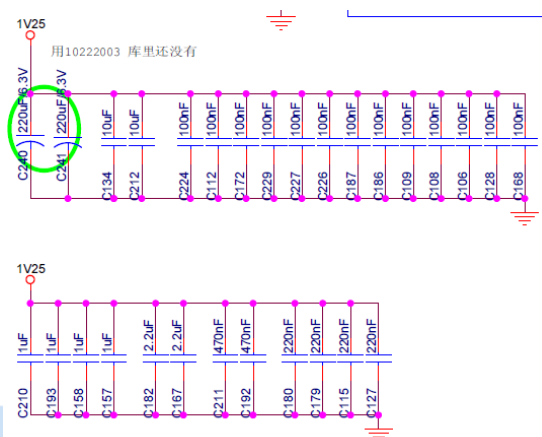 1V25
用10222003 库里还没有
220uF/6.3V
220uF/6.3V
10uF
10uF
100nF
100nF
100nF
100nF
100nF
100nF
100nF
100nF
100nF
100nF
100nF
100nF
100nF
C240
C241
C134
C212
C224
C112
C172
C229
C227
C226
C187
C186
C109
C108
C106
C128
C168
1V25
1uF
1uF
1uF
1uF
2.2uF
2.2uF
470nF
470nF
220nF
220nF
220nF
220nF
C210
C193
C158
C157
C182
C167
C211
C192
C180
C179
C115
C127